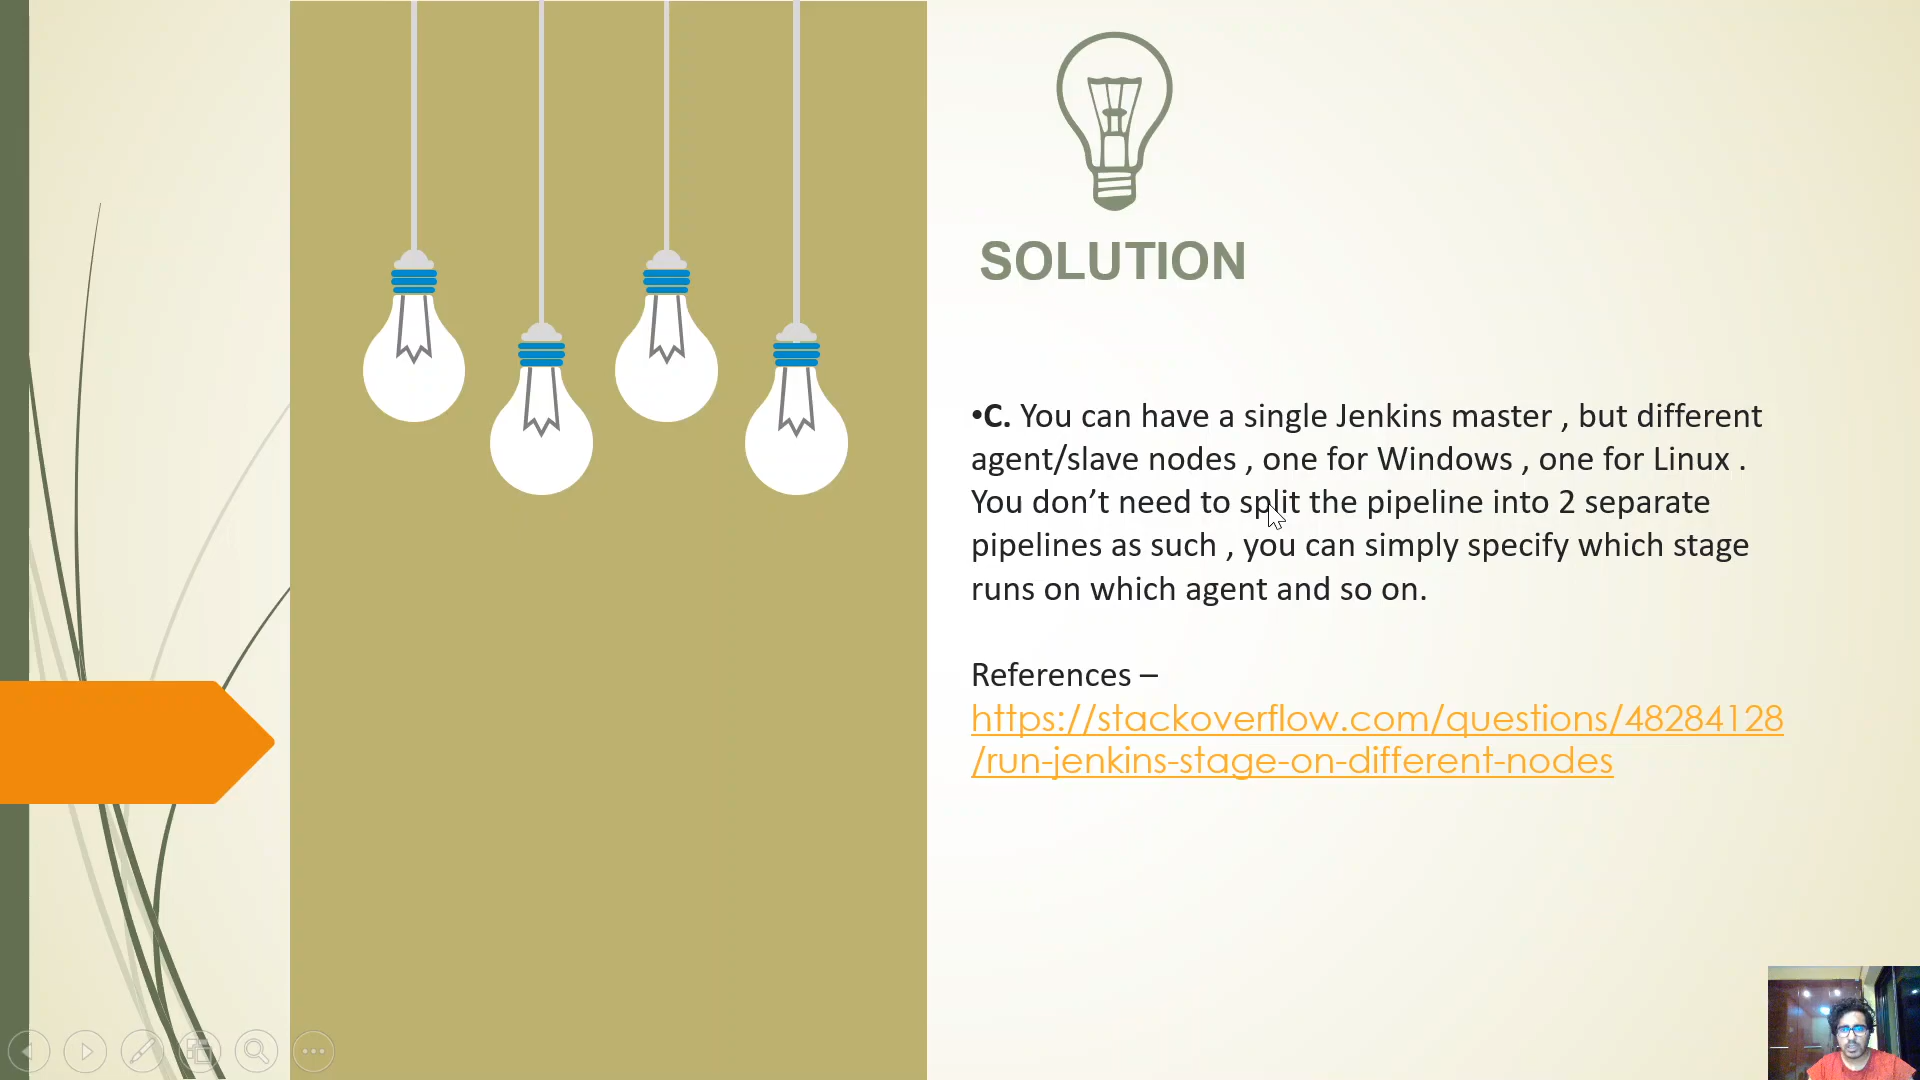 SOLUTION
•C. You can have a single Jenkins master , but different
agent/slave nodes , one for Windows , one for Linux .
You don’t need to split the pipeline into 2 separate
pipelines as such , you can simply specify which stage
runs on which agent and so on.
References –
https://stackoverflow.com/questions/48284128
/run-jenkins-stage-on-different-nodes